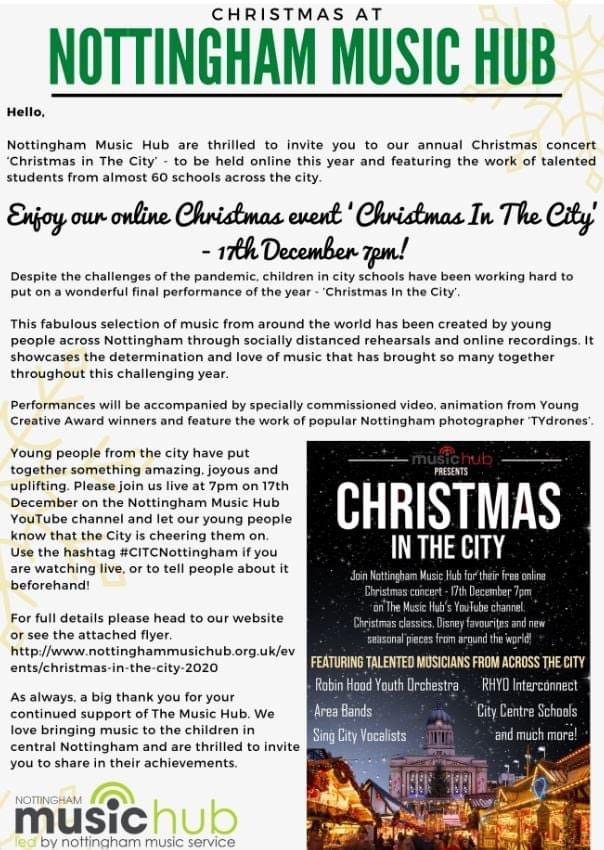 CHRISTMAS AT
NOTTINGHAM MUSIC HUB
Hello,
Nottingham Music Hub are thrilled to invite you to our annual Christmas concert
'Christmas in The City' - to be held online this year and featuring the work of talented
students from almost 60 schools across the city.
Enjoy our online Christmas event 'Christmas In The City'
- 17th December 7pm!
Despite the challenges of the pandemic, children in city schools have been working hard to
put on a wonderful final performance of the year - 'Christmas In the City'.
This fabulous selection of music from around the world has been created by young
people across Nottingham through socially distanced rehearsals and online recordings. It
showcases the determination and love of music that has brought so many together
throughout this challenging year.
Performances will be accompanied by specially commissioned video, animation from Young
Creative Award winners and feature the work of popular Nottingham photographer 'TYdrones'.
Young people from the city have put
together something amazing, joyous and
uplifting. Please join us live at 7pm on 17th
December on the Nottingham Music Hub
YouTube channel and let our young people
know that the City is cheering them on.
Use the hashtag #CITCNottingham if you
are watching live, or to tell people about it
beforehand!
For full details please head to our website
or see the attached flyer.
http://www.nottinghammusichub.org.uk/ev
ents/christmas-in-the-city-2020
As always, a big thank you for your
continued support of The Music Hub. We
love bringing music to the children in
central Nottingham and are thrilled to invite
you to share in their achievements.
NOTTINGHAM
musichub
led by nottingham music service
musichub
PRESENTS
CHRISTMAS
IN THE CITY
Join Nottingham Music Hub for their free online
Christmas concert - 17th December 7pm
on The Music Hub's YouTube channel.
Christmas classics, Disney favourites and new
seasonal pieces from around the world!
FEATURING TALENTED MUSICIANS FROM ACROSS THE CITY
Robin Hood Youth Orchestra RHYO Interconnect
Area Bands City Centre Schools
Sing City Vocalists and much more!